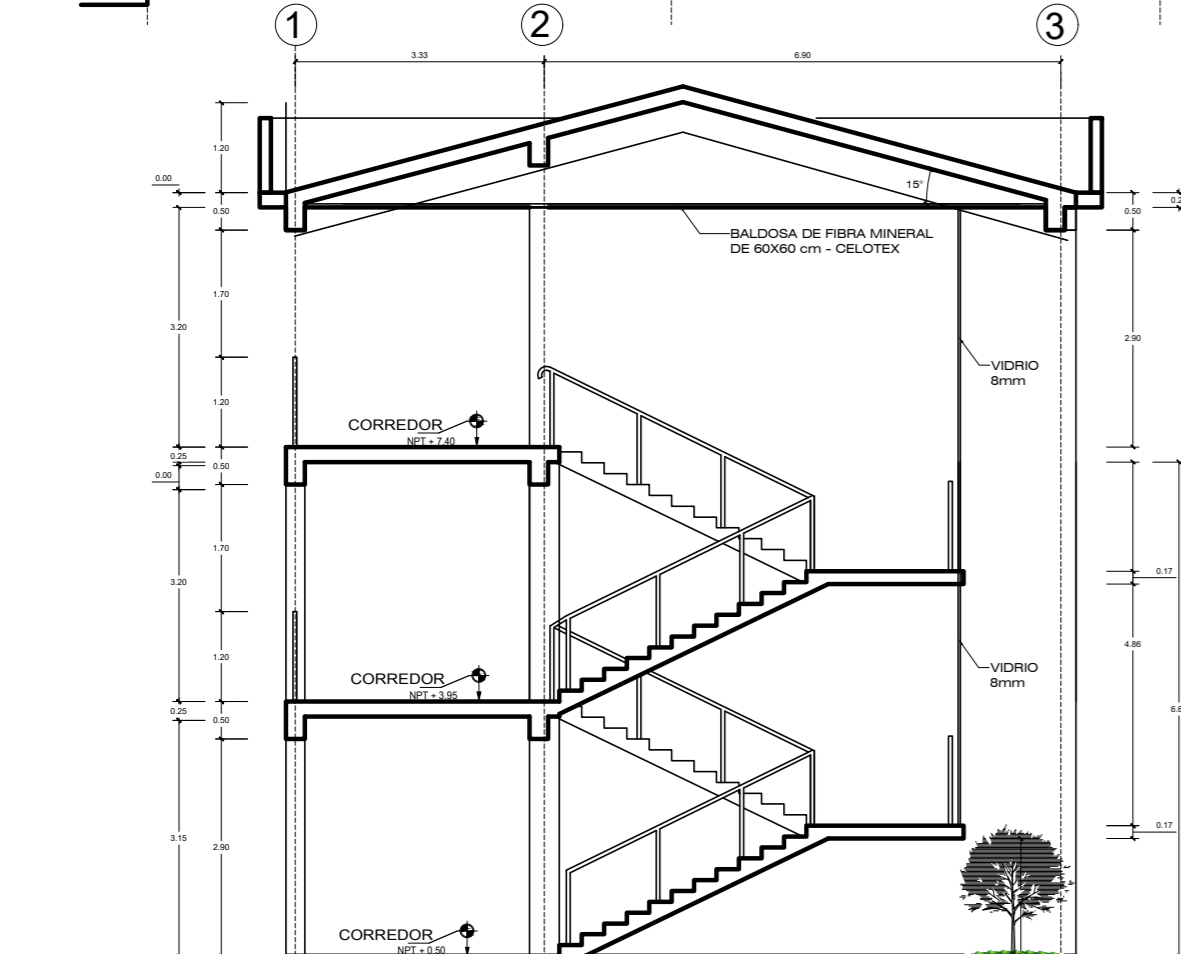 1
2
3
3.33
6.90
1.20
0.00
0.50
0.50
15°
BALDOSA DE FIBRA MINERAL
DE 60X60 cm - CELOTEX
1.70
3.20
2.90
VIDRIO
8mm
1.20
CORREDOR
NPT + 7.40
0.25
0.50
0.00
1.70
0.17
3.20
4.86
1.20
VIDRIO
8mm
CORREDOR
NPT + 3.95
0.25
0.50
0.17
3.15
2.90
CORREDOR
NPT + 0.50